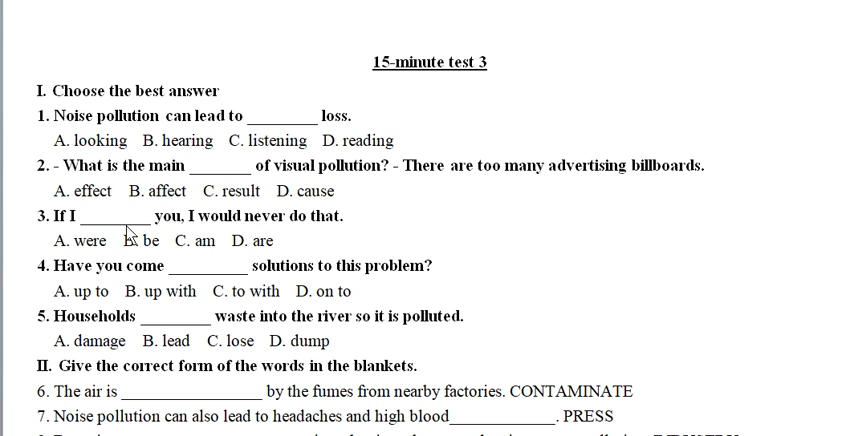 15-minute test 3
I. Choose the best answer
1. Noise pollution can lead to _________ loss.
A. looking B. hearing C. listening D. reading
2. - What is the main ________ of visual pollution? - There are too many advertising billboards.
A. effect B. affect C. result D. cause
3. If I _________ you, I would never do that.
A. were B. be C. am D. are
4. Have you come __________ solutions to this problem?
A. up to B. up with C. to with D. on to
5. Households _________ waste into the river so it is polluted.
A. damage B. lead C. lose D. dump
II. Give the correct form of the words in the blankets.
6. The air is __________________ by the fumes from nearby factories. CONTAMINATE
7. Noise pollution can also lead to headaches and high blood_____________. PRESS